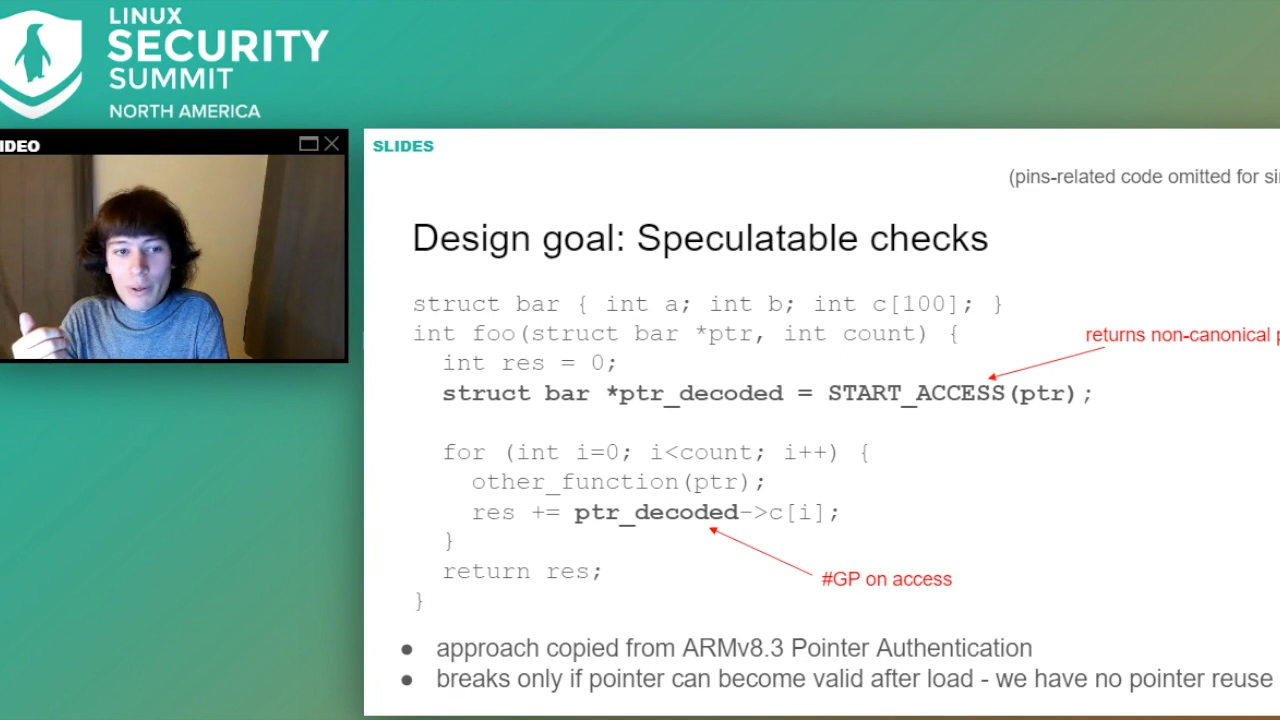 LINUX
SECURITY
SUMMIT
NORTH AMERICA
IDEO
SLIDES
(pins-related code omitted for
Design goal: Speculatable checks
struct bar { int a; int b; int c[100]; }
int foo(struct bar *ptr, int count) {
returns non-canonical
int res = 0;
struct bar *ptr_decoded = START_ACCESS(ptr);
for (int i=0; i<count; i++) {
other_function(ptr);
res += ptr_decoded->c[i];
}
return res;
#GP on access
}
● approach copied from ARMv8.3 Pointer Authentication
● breaks only if pointer can become valid after load - we have no pointer reuse